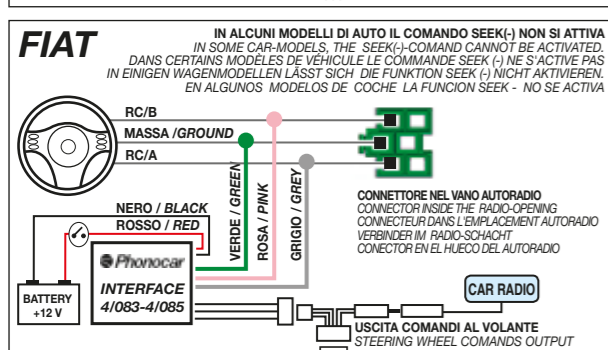 FIAT
IN ALCUNI MODELLI DI AUTO IL COMANDO SEEK(-) NON SI ATTIVA
IN SOME CAR-MODELS, THE SEEK(-)-COMAND CANNOT BE ACTIVATED.
DANS CERTAINS MODÈLES DE VÉHICULE LE COMMANDE SEEK (-) NE S'ACTIVE PAS
IN EINIGEN WAGENMODELLEN LÄSST SICH DIE FUNKTION SEEK (-) NICHT AKTIVIEREN.
EN ALGUNOS MODELOS DE COCHE LA FUNCION SEEK - NO SE ACTIVA
RC/B
MASSA /GROUND
RC/A
VERDE / GREEN
ROSA / PINK
GRIGIO / GREY
NERO / BLACK
ROSSO / RED
CONNETTORE NEL VANO AUTORADIO
CONNECTOR INSIDE THE RADIO-OPENING
CONNECTEUR DANS L'EMPLACEMENT AUTORADIO
VERBINDER IM RADIO-SCHACHT
CONECTOR EN EL HUECO DEL AUTORADIO
Phonocar
INTERFACE
4/083-4/085
BATTERY
+12 V
CAR RADIO
USCITA COMANDI AL VOLANTE
STEERING WHEEL COMANDS OUTPUT